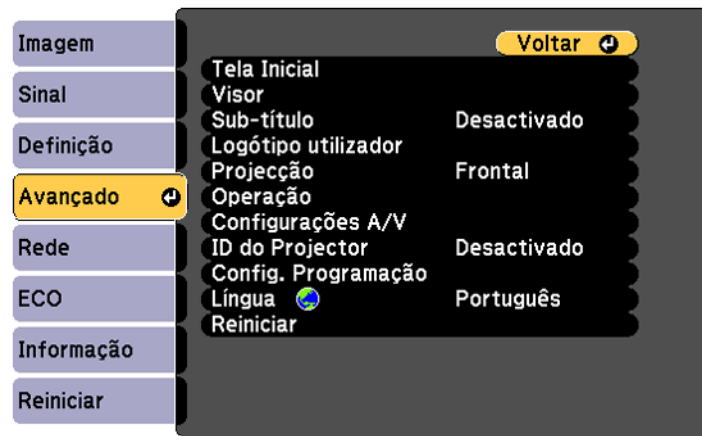 Imagem
Sinal
Definição
Avançado
Rede
ECO
Informação
Reiniciar
Voltar
Tela Inicial
Visor
Sub-título Desactivado
Logótipo utilizador
Projecção Frontal
Operação
Configurações A/V
ID do Projector Desactivado
Config. Programação
Língua Português
Reiniciar